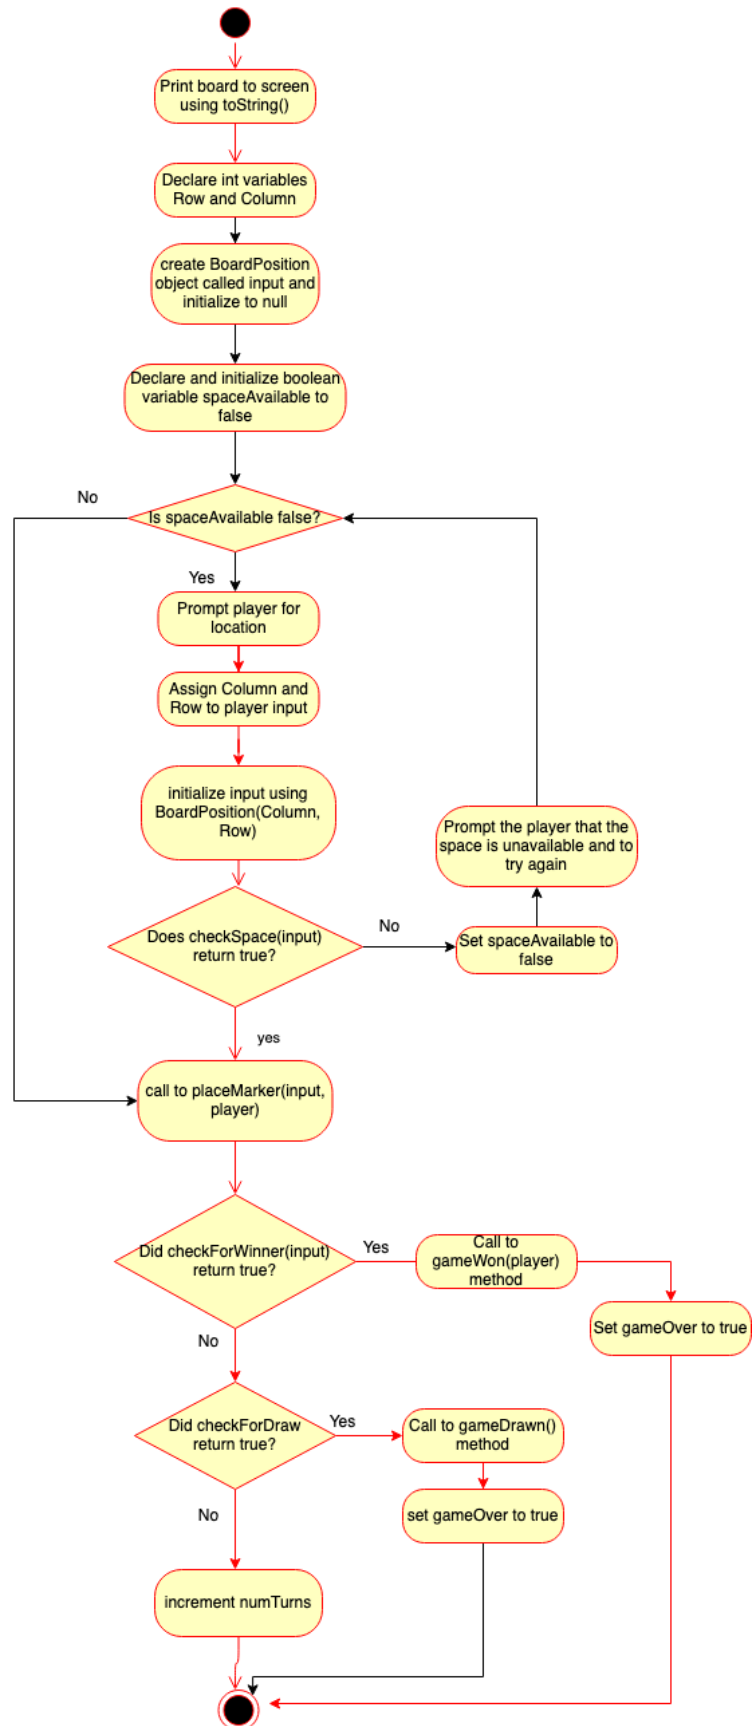 Print board to screen
using toString()
Declare int variables
Row and Column
create BoardPosition
object called input and
initialize to null
Declare and initialize boolean
variable spaceAvailable to
false
No
Is spaceAvailable false?
Yes
Prompt player for
location
Assign Column and
Row to player input
initialize input using
BoardPosition(Column,
Row)
Prompt the player that the
space is unavailable and to
try again
Does checkSpace(input)
return true?
No
Set spaceAvailable to
false
yes
call to placeMarker(input,
player)
Did checkForWinner(input)
return true?
Yes
Call to
gameWon(player)
method
Set gameOver to true
No
Did checkForDraw
return true?
Yes
Call to gameDrawn()
method
set gameOver to true
No
increment numTurns